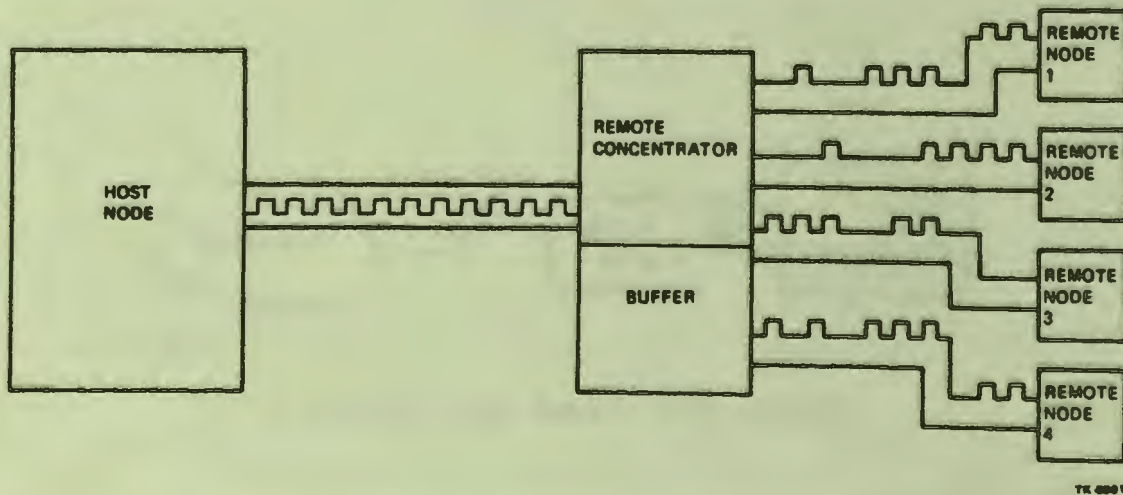 HOST
NODE
REMOTE
CONCENTRATOR
BUFFER
REMOTE
NODE
1
REMOTE
NODE
2
REMOTE
NODE
3
REMOTE
NODE
4